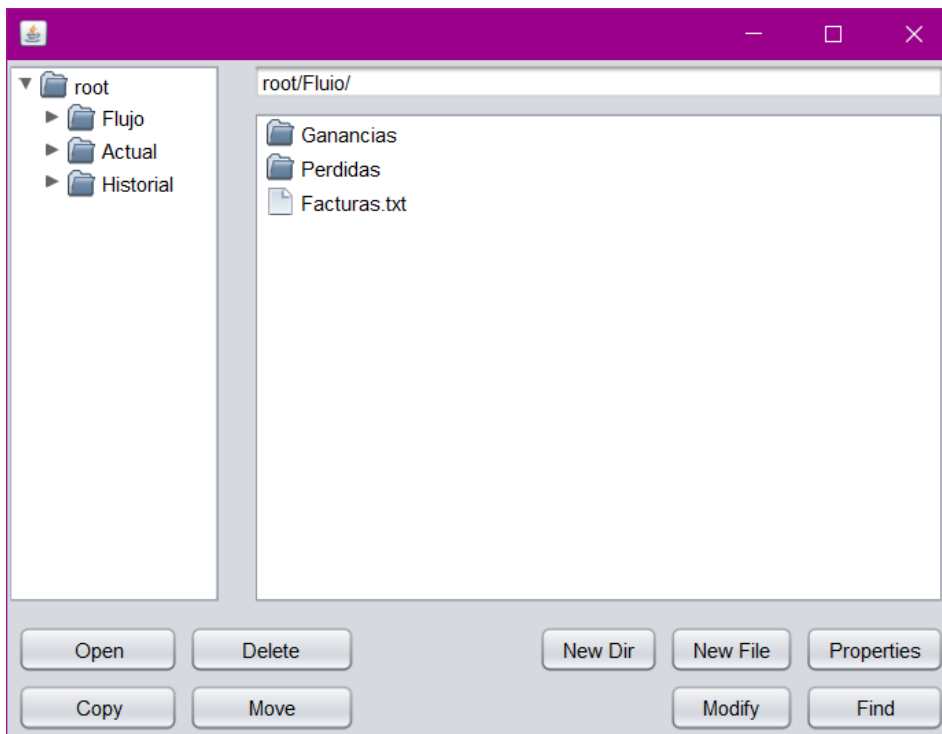 root/Flujo/
root
Flujo
Actual
Historial
Ganancias
Perdidas
Facturas.txt
Open
Delete
New Dir
New File
Properties
Copy
Move
Modify
Find